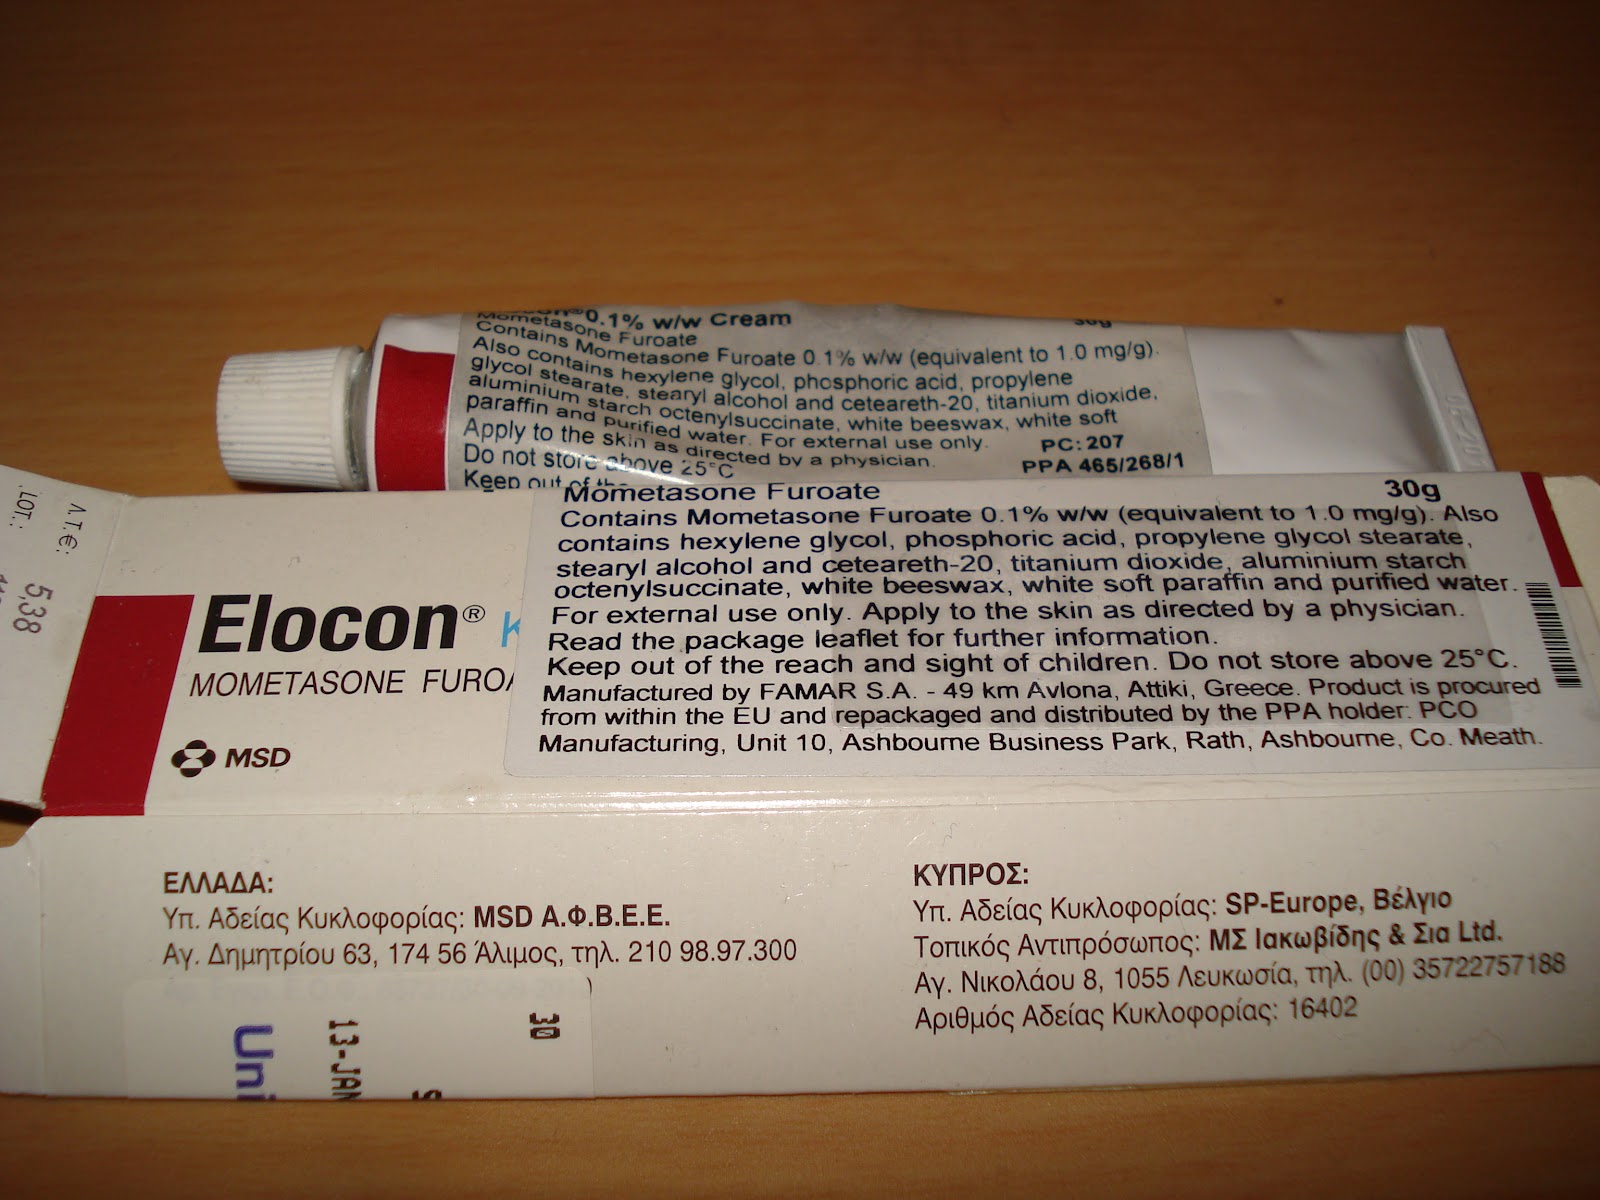 0.1% w/w Cream
30g
Mometasone Furoate
Contains Mometasone Furoate 0.1% w/w (equivalent to 1.0 mg/g).
Also contains hexylene glycol, phosphoric acid, propylene
glycol stearate, stearyl alcohol and ceteareth-20, titanium dioxide,
aluminium starch octenylsuccinate, white beeswax, white soft
paraffin and purified water. For external use only.
Apply to the skin as directed by a physician.
PC: 207
Do not store above 25°C
PPA 465/268/1
Keep out of
Mometasone Furoate
30g
Contains Mometasone Furoate 0.1% w/w (equivalent to 1.0 mg/g). Also
contains hexylene glycol, phosphoric acid, propylene glycol stearate,
stearyl alcohol and ceteareth-20, titanium dioxide, aluminium starch
octenylsuccinate, white beeswax, white soft paraffin and purified water.
For external use only. Apply to the skin as directed by a physician.
Read the package leaflet for further information.
Keep out of the reach and sight of children. Do not store above 25°C.
Manufactured by FAMAR S.A. - 49 km Avlona, Attiki, Greece. Product is procured
from within the EU and repackaged and distributed by the PPA holder: PCO
Manufacturing, Unit 10, Ashbourne Business Park, Rath, Ashbourne, Co. Meath.
Λ.Τ.€: 5,38
LOT.:
Elocon® Κ
MOMETASONE FUROA
MSD
ΕΛΛΑΔΑ:
Υπ. Αδείας Κυκλοφορίας: MSD Α.Φ.Β.Ε.Ε.
Αγ. Δημητρίου 63, 174 56 Άλιμος, τηλ. 210 98.97.300
ΚΥΠΡΟΣ:
Υπ. Αδείας Κυκλοφορίας: SP-Europe, Βέλγιο
Τοπικός Αντιπρόσωπος: ΜΣ Ιακωβίδης & Σια Ltd.
Αγ. Νικολάου 8, 1055 Λευκωσία, τηλ. (00) 35722757188
Αριθμός Αδείας Κυκλοφορίας: 16402
30
13-JAN
Uni